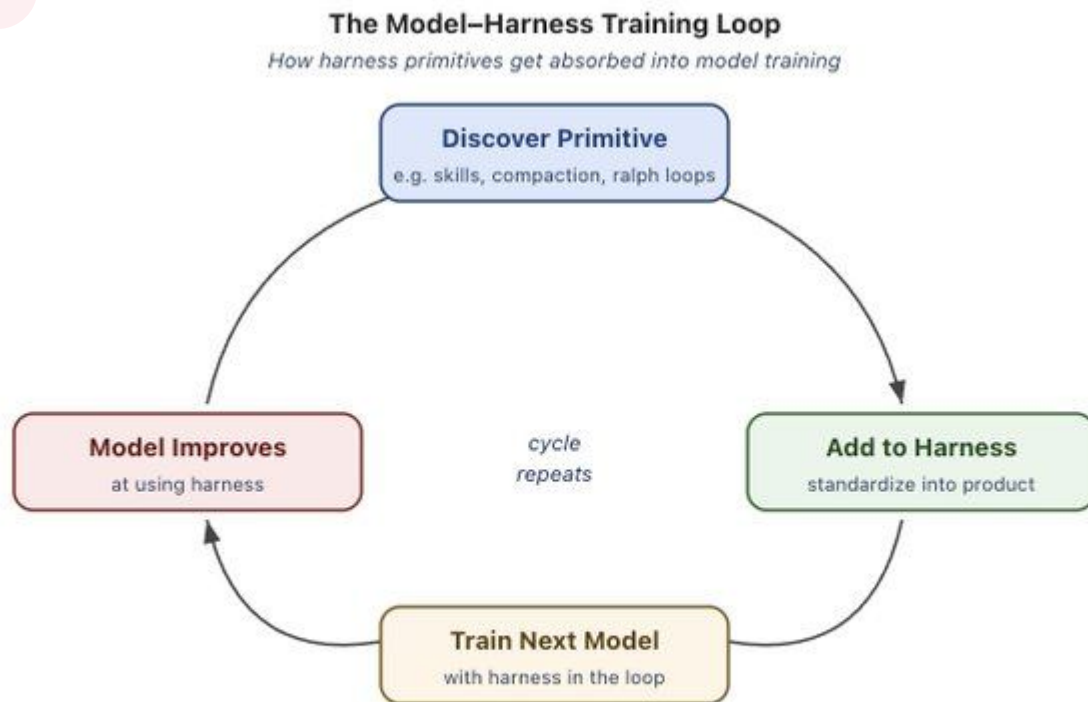 The Model–Harness Training Loop
How harness primitives get absorbed into model training
Discover Primitive
e.g. skills, compaction, ralph loops
Model Improves
at using harness
cycle
repeats
Add to Harness
standardize into product
Train Next Model
with harness in the loop